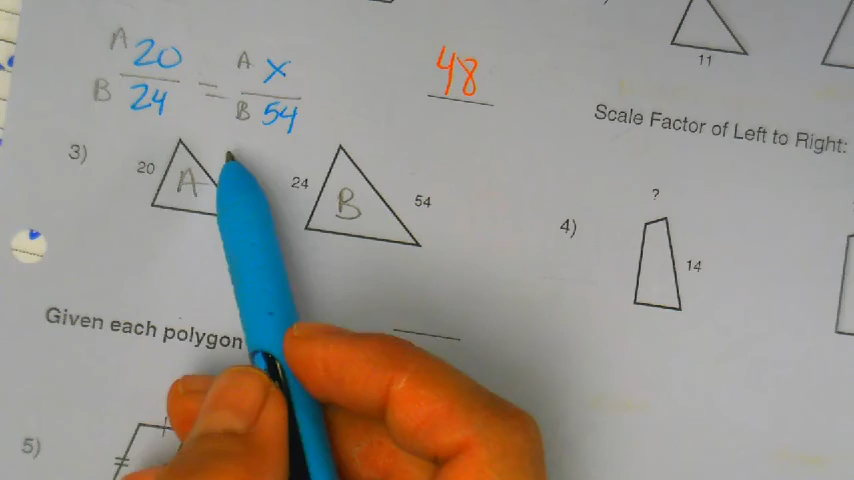 A 20 A x
B 24 = B 54
48
11
Scale Factor of Left to Right:
3) 20 A 24 B 54
4) ? 14
Given each polygon
5)